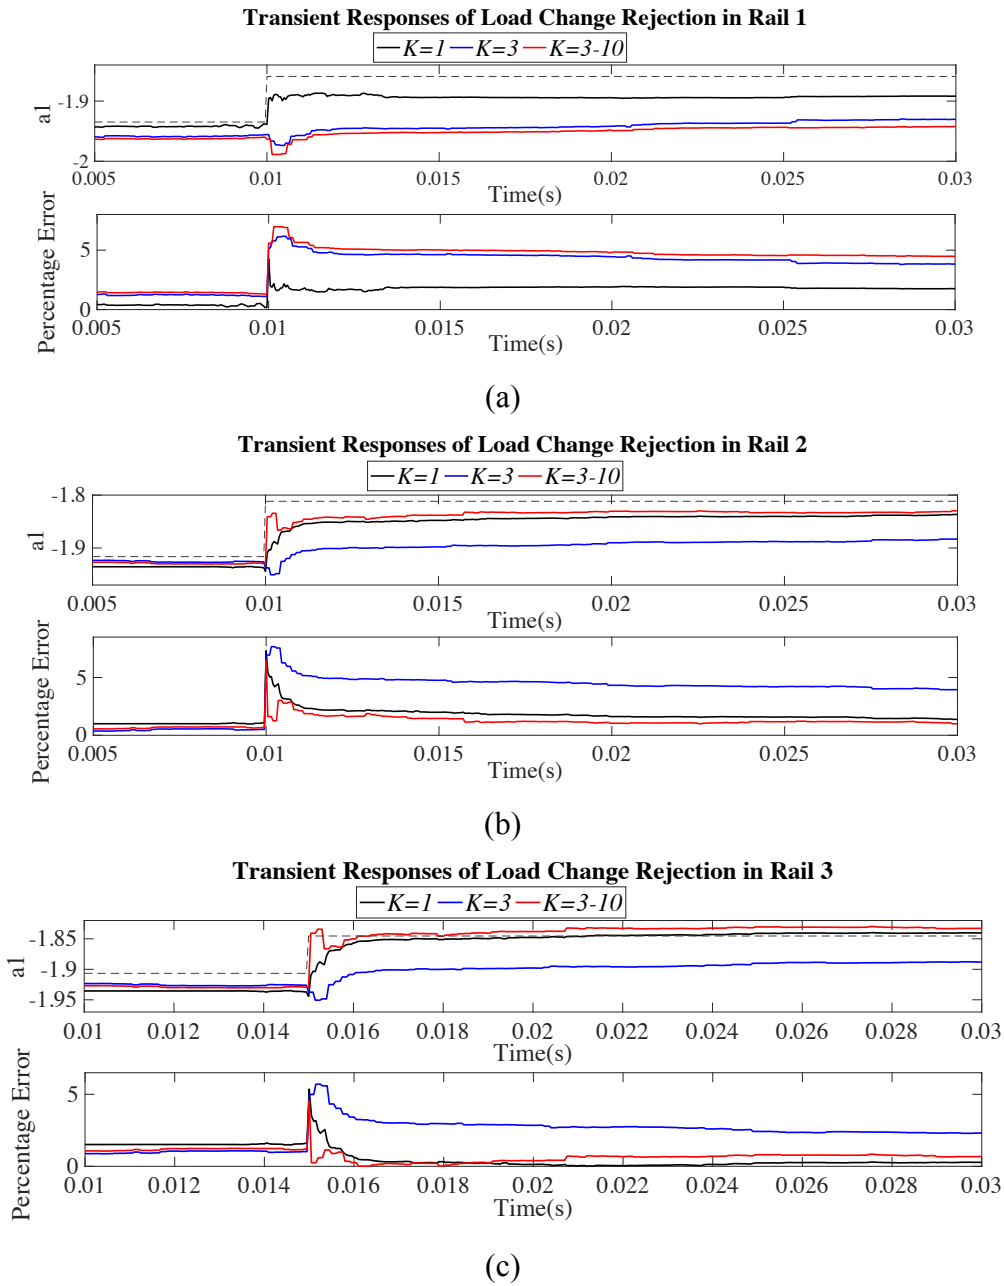 (a)
Transient Responses of Load Change Rejection in Rail 1
K=1 K=3 K=3-10
a1
-1.9
-2
0.005 0.01 0.015 0.02 0.025 0.03
Time(s)
Percentage Error
5
0
0.005 0.01 0.015 0.02 0.025 0.03
Time(s)
(a)
Transient Responses of Load Change Rejection in Rail 2
K=1 K=3 K=3-10
a1
-1.8
-1.9
0.005 0.01 0.015 0.02 0.025 0.03
Time(s)
Percentage Error
5
0
0.005 0.01 0.015 0.02 0.025 0.03
Time(s)
(b)
Transient Responses of Load Change Rejection in Rail 3
K=1 K=3 K=3-10
a1
-1.85
-1.9
-1.95
0.01 0.012 0.014 0.016 0.018 0.02 0.022 0.024 0.026 0.028 0.03
Time(s)
Percentage Error
5
0
0.01 0.012 0.014 0.016 0.018 0.02 0.022 0.024 0.026 0.028 0.03
Time(s)
(c)